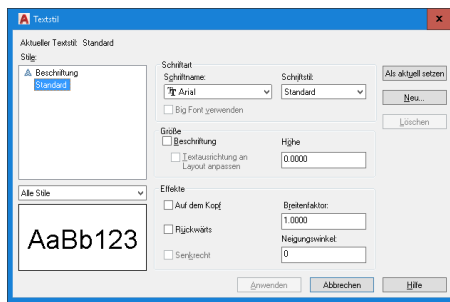 Textstil
Aktueller Textstil: Standard
Stile:
Beschriftung
Standard
Alle Stile
AaBb123
Schriftart
Schriftname:
Arial
Schriftstil:
Standard
Big Font verwenden
Größe
Beschriftung
Textausrichtung an
Layout anpassen
Höhe
0.0000
Effekte
Auf dem Kopf
Rückwärts
Senkrecht
Breitenfaktor:
1.0000
Neigungswinkel:
0
Als aktuell setzen
Neu...
Löschen
Anwenden
Abbrechen
Hilfe